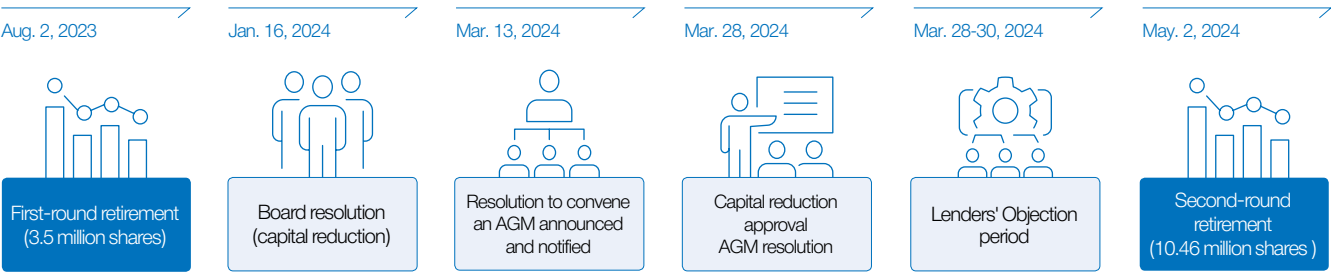 Aug. 2, 2023
Jan. 16, 2024
Mar. 13, 2024
Mar. 28, 2024
Mar. 28-30, 2024
May. 2, 2024
First-round retirement
(3.5 million shares)
Board resolution
(capital reduction)
Resolution to convene
an AGM announced
and notified
Capital reduction
approval
AGM resolution
Lenders' Objection
period
Second-round
retirement
(10.46 million shares )